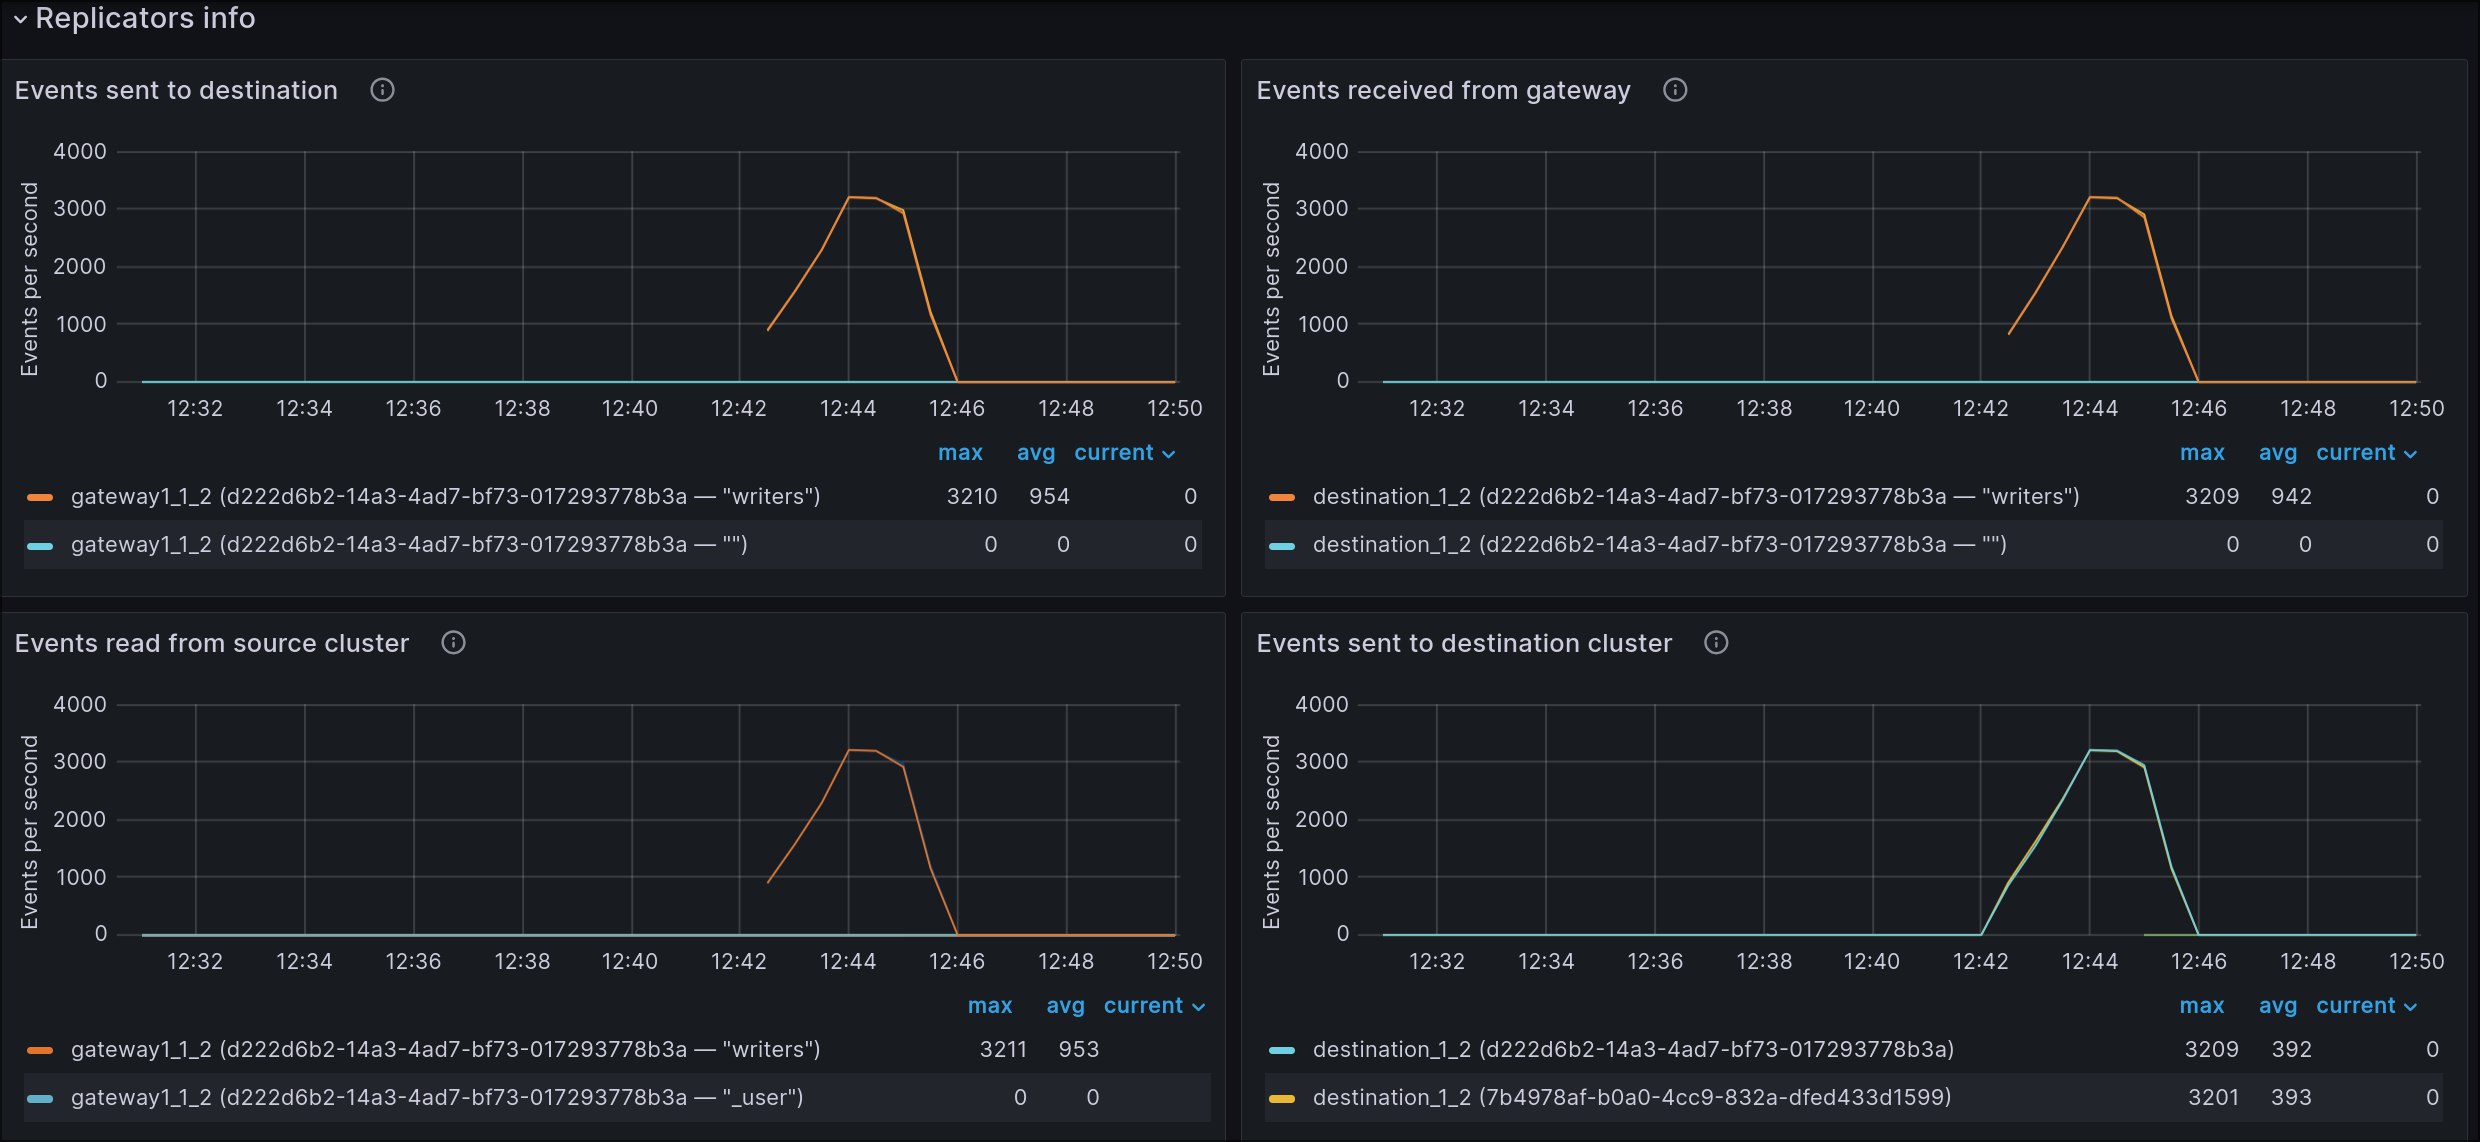 Replicators info
Events sent to destination
Events per second
4000
3000
2000
1000
0
12:32 12:34 12:36 12:38 12:40 12:42 12:44 12:46 12:48 12:50
max avg current
gateway1_1_2 (d222d6b2-14a3-4ad7-bf73-017293778b3a — "writers") 3210 954 0
gateway1_1_2 (d222d6b2-14a3-4ad7-bf73-017293778b3a — "") 0 0 0
Events received from gateway
Events per second
4000
3000
2000
1000
0
12:32 12:34 12:36 12:38 12:40 12:42 12:44 12:46 12:48 12:50
max avg current
destination_1_2 (d222d6b2-14a3-4ad7-bf73-017293778b3a — "writers") 3209 942 0
destination_1_2 (d222d6b2-14a3-4ad7-bf73-017293778b3a — "") 0 0 0
Events read from source cluster
Events per second
4000
3000
2000
1000
0
12:32 12:34 12:36 12:38 12:40 12:42 12:44 12:46 12:48 12:50
max avg current
gateway1_1_2 (d222d6b2-14a3-4ad7-bf73-017293778b3a — "writers") 3211 953
gateway1_1_2 (d222d6b2-14a3-4ad7-bf73-017293778b3a — "_user") 0 0
Events sent to destination cluster
Events per second
4000
3000
2000
1000
0
12:32 12:34 12:36 12:38 12:40 12:42 12:44 12:46 12:48 12:50
max avg current
destination_1_2 (d222d6b2-14a3-4ad7-bf73-017293778b3a) 3209 392 0
destination_1_2 (7b4978af-b0a0-4cc9-832a-dfed433d1599) 3201 393 0